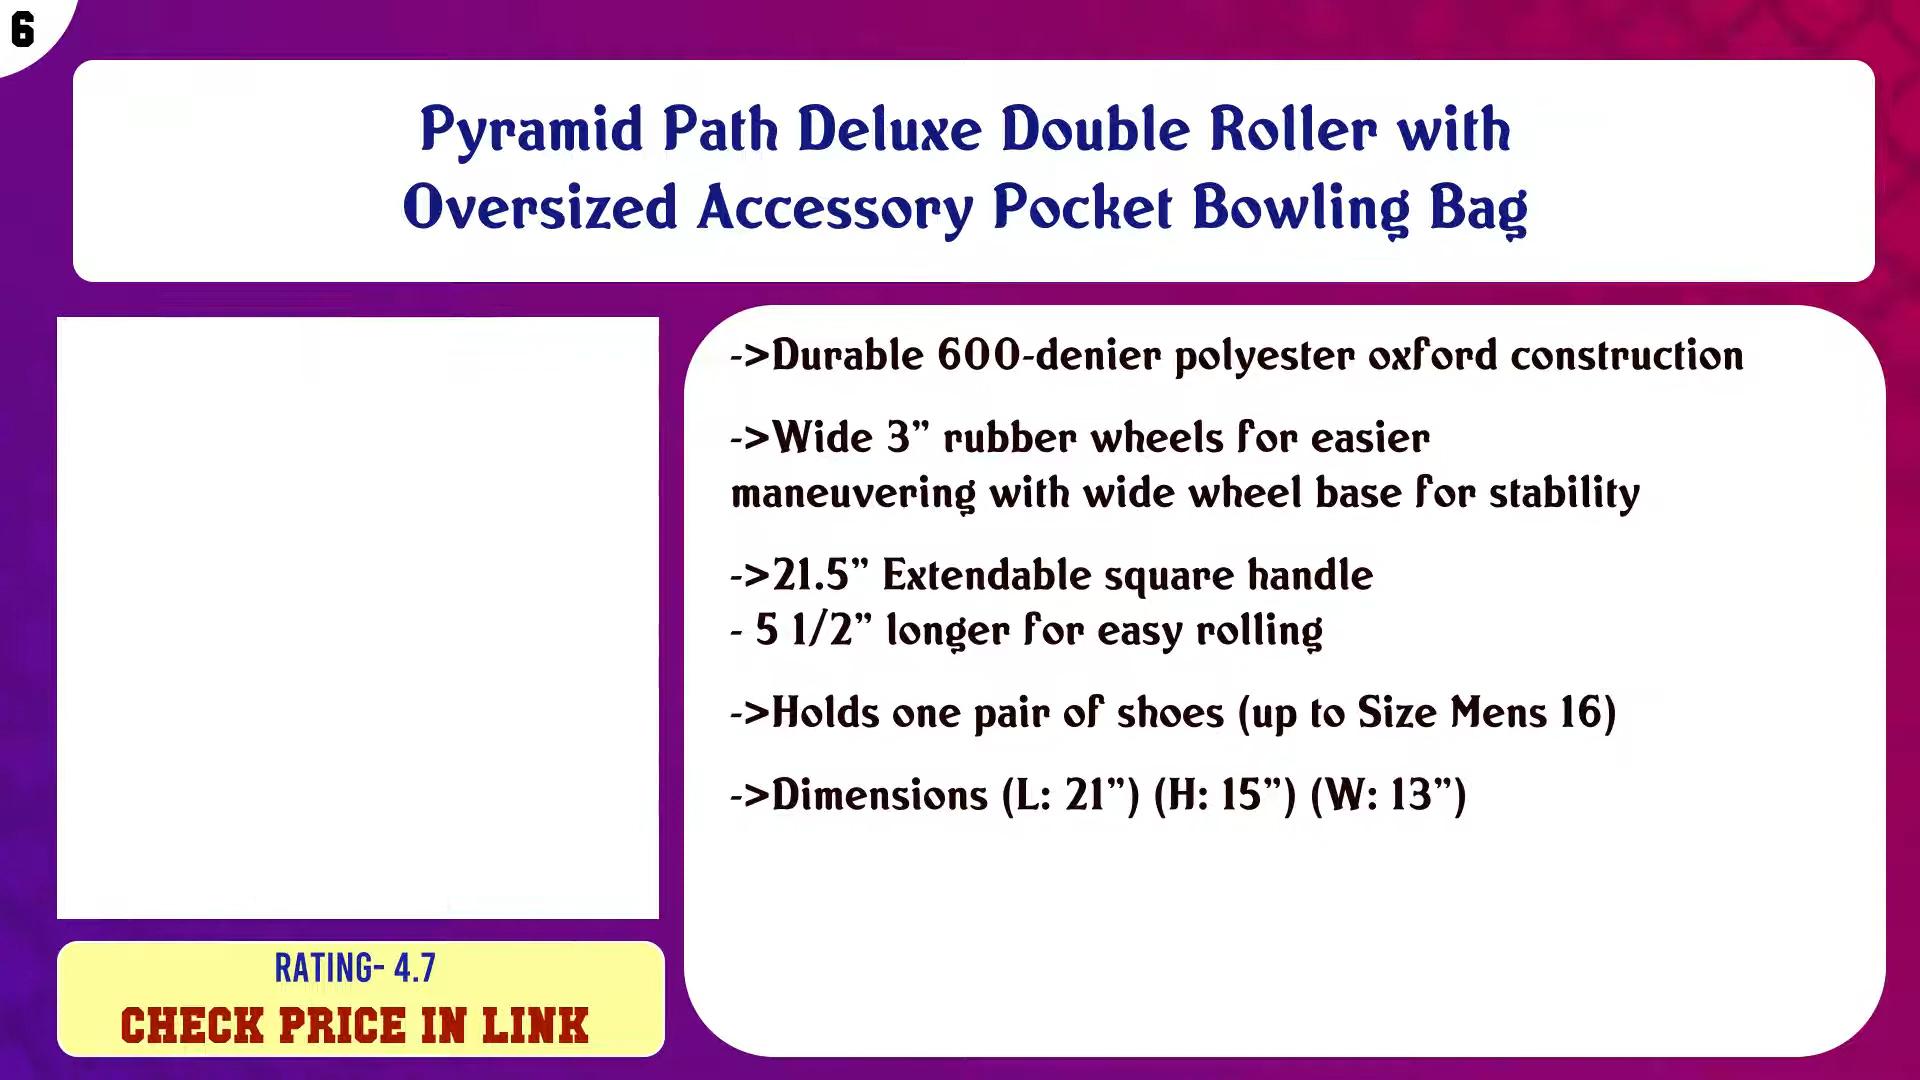 6
Pyramid Path Deluxe Double Roller with
Oversized Accessory Pocket Bowling Bag
->Durable 600-denier polyester oxford construction
->Wide 3” rubber wheels for easier
maneuvering with wide wheel base for stability
->21.5” Extendable square handle
- 5 1/2” longer for easy rolling
->Holds one pair of shoes (up to Size Mens 16)
->Dimensions (L: 21”) (H: 15”) (W: 13”)
RATING- 4.7
CHECK PRICE IN LINK